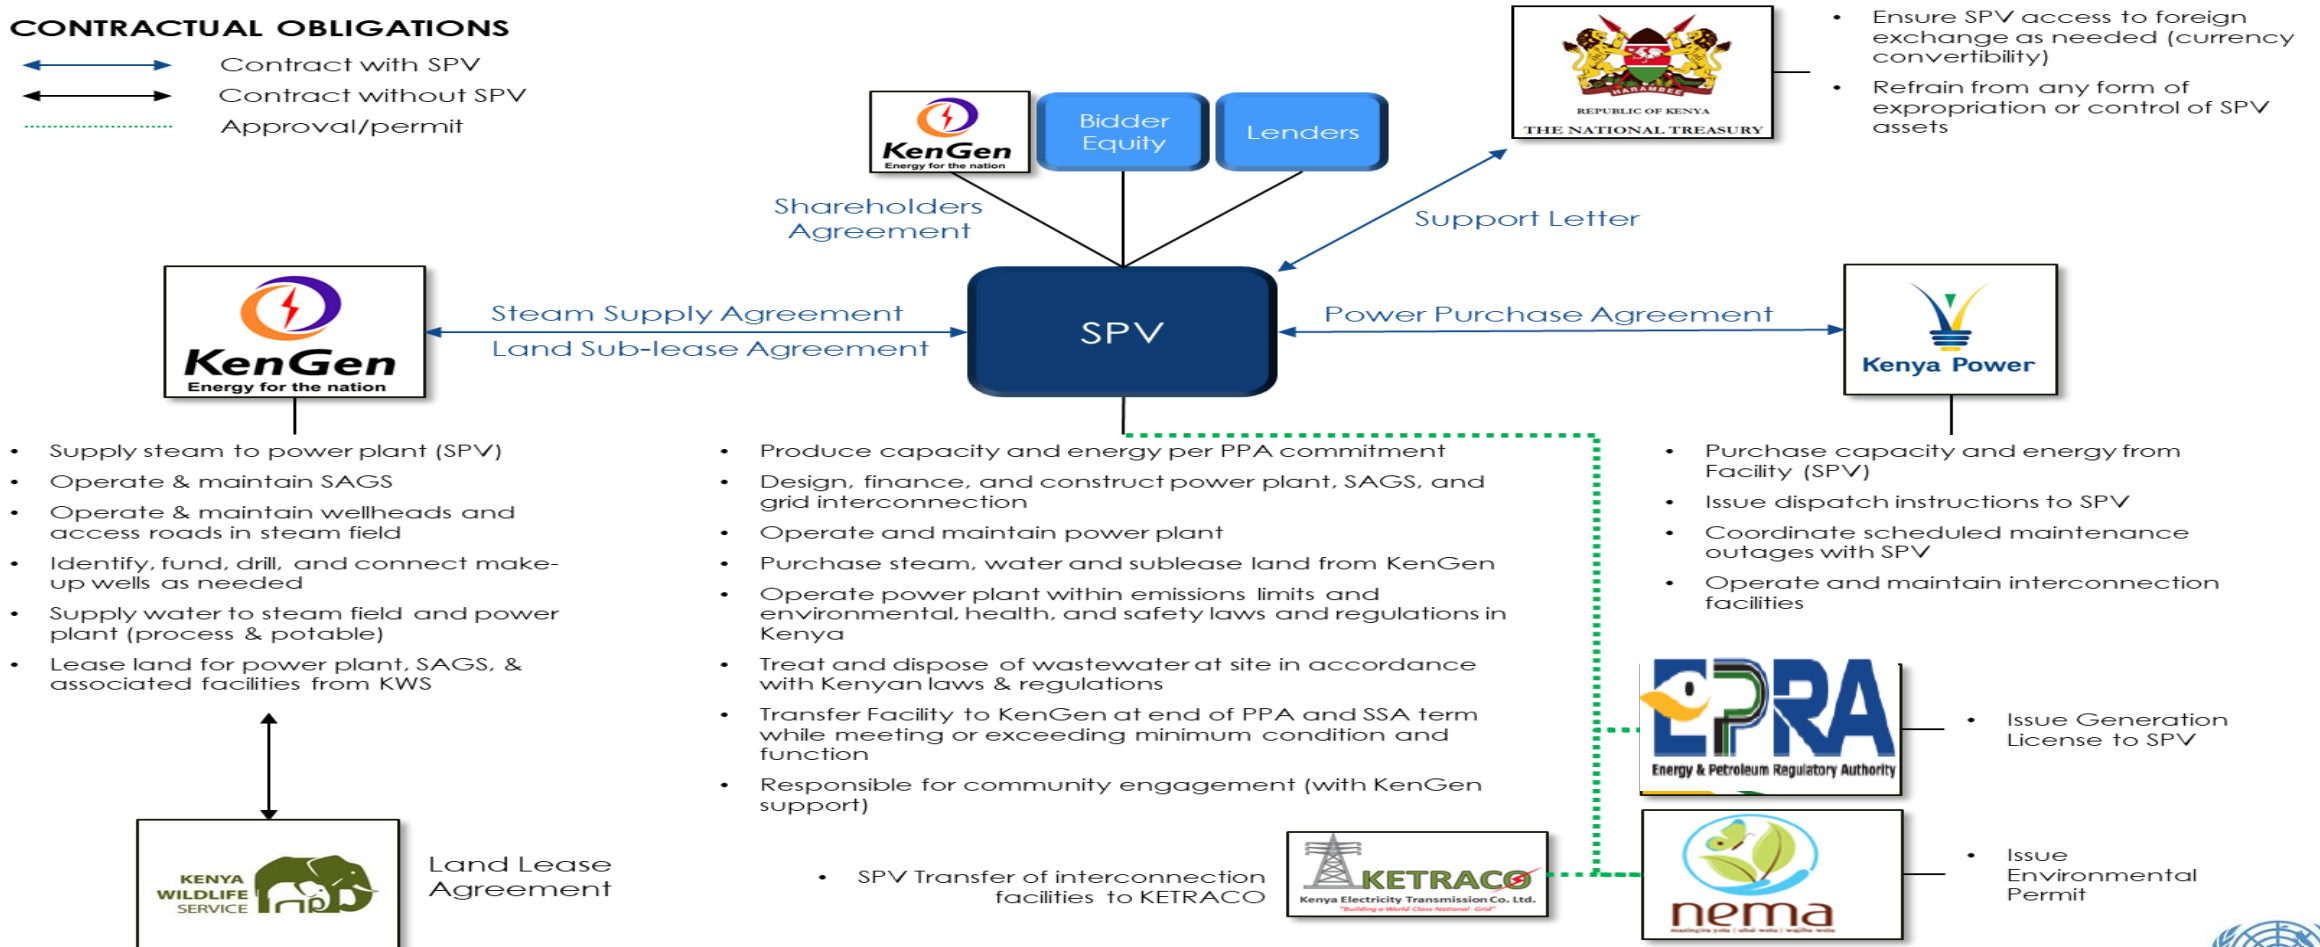 CONTRACTUAL OBLIGATIONS
Contract with SPV
Contract without SPV
Approval/permit
KenGen
Energy for the nation
Bidder
Equity
Lenders
REPUBLIC OF KENYA
THE NATIONAL TREASURY
HARAMBEE
• Ensure SPV access to foreign
exchange as needed (currency
convertibility)
• Refrain from any form of
expropriation or control of SPV
assets
Shareholders
Agreement
Support Letter
KenGen
Energy for the nation
Steam Supply Agreement
Land Sub-lease Agreement
SPV
Power Purchase Agreement
Kenya Power
• Supply steam to power plant (SPV)
• Operate & maintain SAGS
• Operate & maintain wellheads and
access roads in steam field
• Identify, fund, drill, and connect make-
up wells as needed
• Supply water to steam field and power
plant (process & potable)
• Lease land for power plant, SAGS, &
associated facilities from KWS
• Produce capacity and energy per PPA commitment
• Design, finance, and construct power plant, SAGS, and
grid interconnection
• Operate and maintain power plant
• Purchase steam, water and sublease land from KenGen
• Operate power plant within emissions limits and
environmental, health, and safety laws and regulations in
Kenya
• Treat and dispose of wastewater at site in accordance
with Kenyan laws & regulations
• Transfer Facility to KenGen at end of PPA and SSA term
while meeting or exceeding minimum condition and
function
• Responsible for community engagement (with KenGen
support)
• Purchase capacity and energy from
Facility (SPV)
• Issue dispatch instructions to SPV
• Coordinate scheduled maintenance
outages with SPV
• Operate and maintain interconnection
facilities
EPRA
Energy & Petroleum Regulatory Authority
• Issue Generation
License to SPV
KENYA
WILDLIFE
SERVICE
Land Lease
Agreement
• SPV Transfer of interconnection
facilities to KETRACO
KETRACO
Kenya Electricity Transmission Co. Ltd.
"Building a World Class National Grid"
nema
mazingira yetu | uhai wetu | wajibu wetu
• Issue
Environmental
Permit